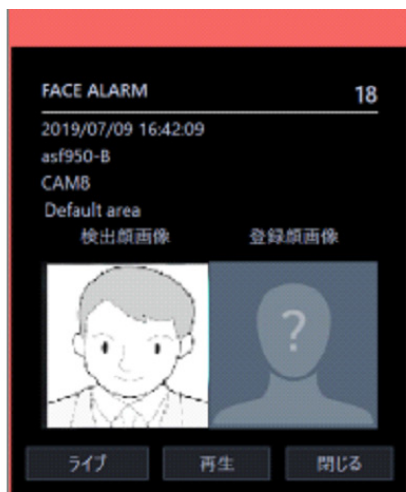 FACE ALARM 18
2019/07/09 16:42:09
asf950-B
CAM8
Default area
検出顔画像 登録顔画像
?
ライブ 再生 閉じる